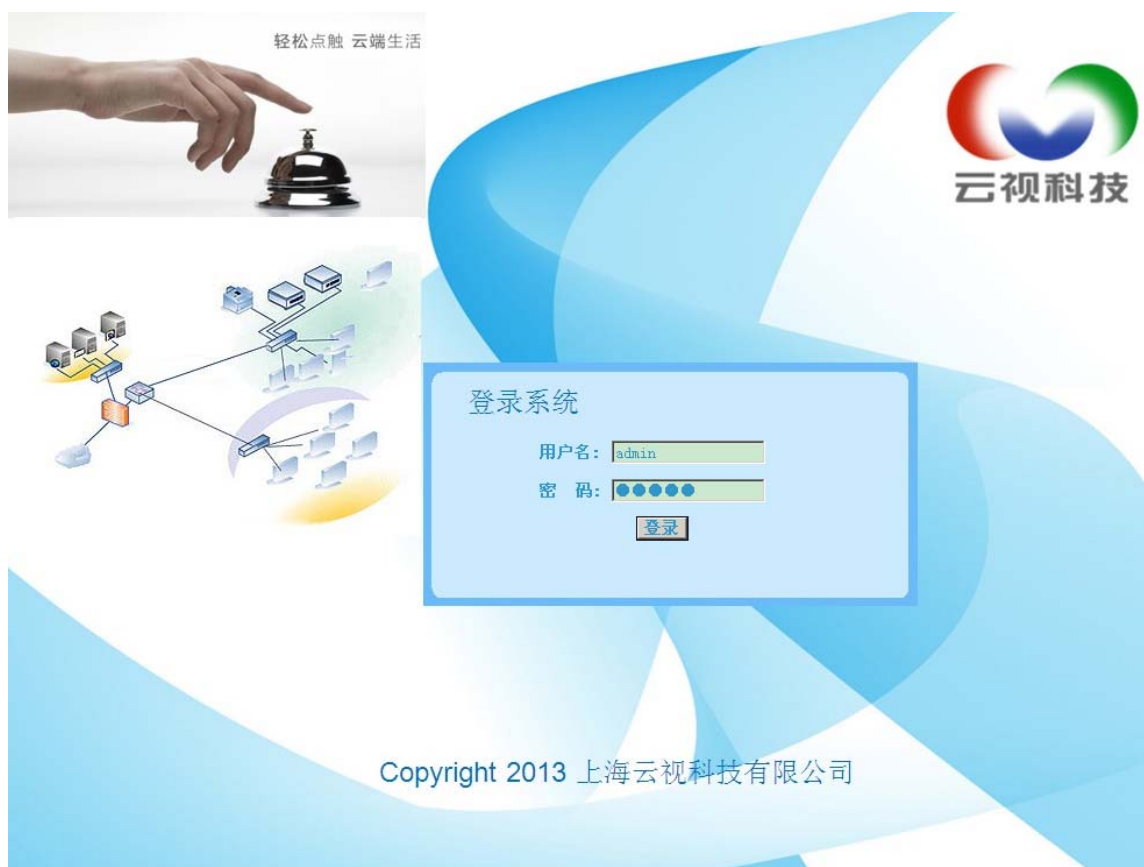 轻松点触 云端生活
云视科技
登录系统
用户名: admin
密 码: ●●●●●
登录
Copyright 2013 上海云视科技有限公司